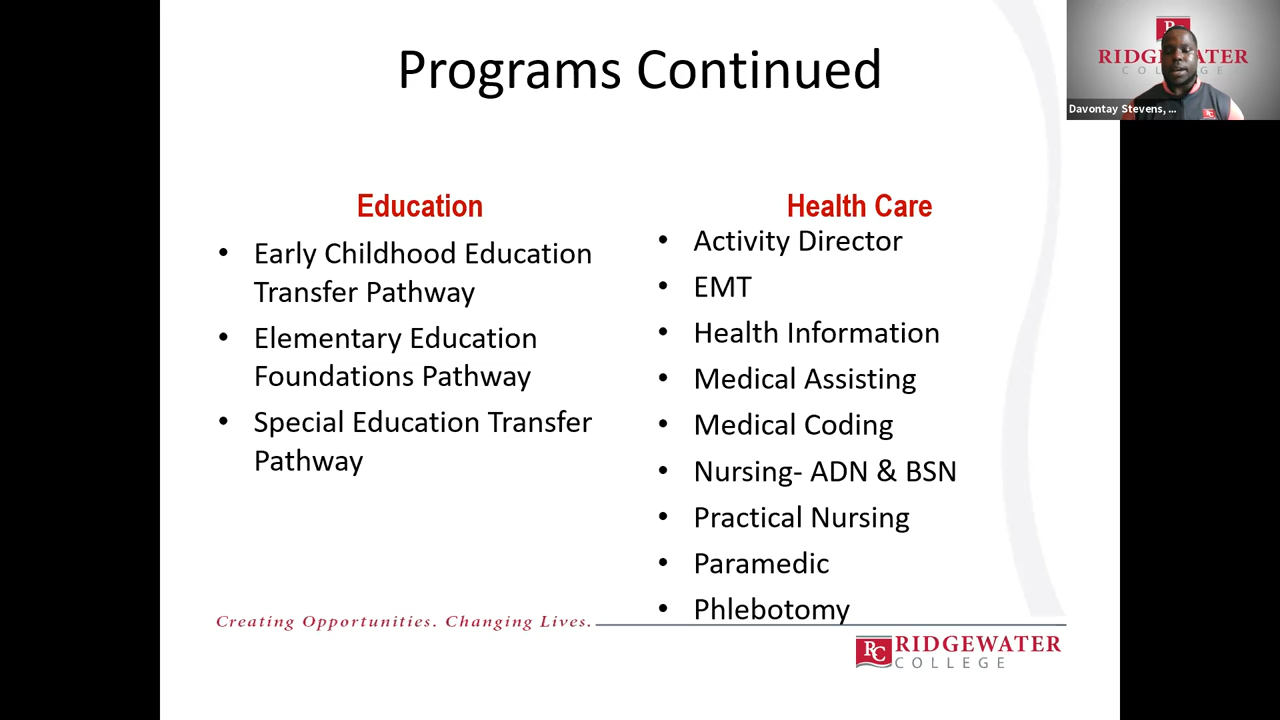 Programs Continued
RIDGEWATER
COLLEGE
Davontay Stevens, ...
Education
Early Childhood Education
Transfer Pathway
Elementary Education
Foundations Pathway
Special Education Transfer
Pathway
Health Care
Activity Director
EMT
Health Information
Medical Assisting
Medical Coding
Nursing- ADN & BSN
Practical Nursing
Paramedic
Phlebotomy
Creating Opportunities. Changing Lives.
RC RIDGEWATER
COLLEGE